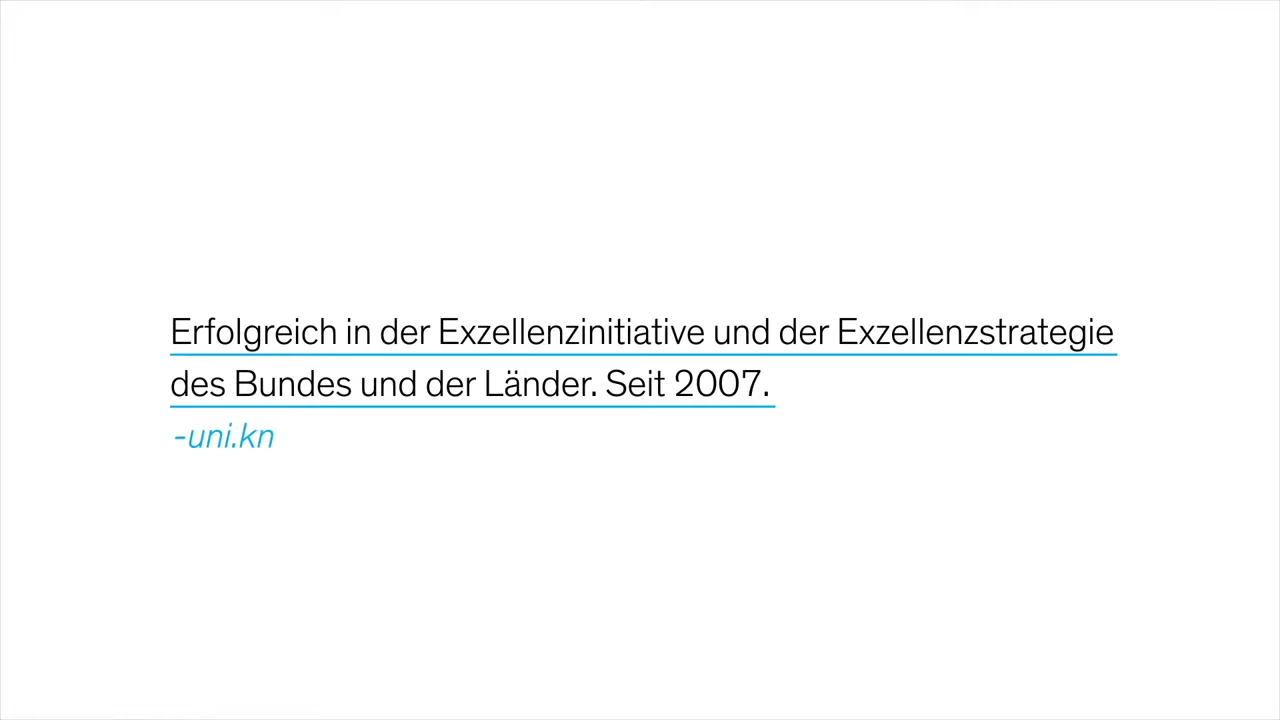 Erfolgreich in der Exzellenzinitiative und der Exzellenzstrategie
des Bundes und der Länder. Seit 2007.
-uni.kn